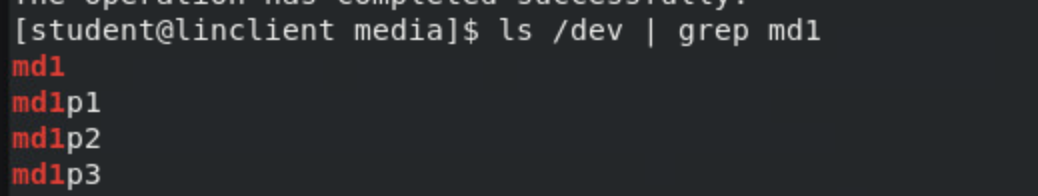 The operation has completed successfully.
[student@linclient media]$ ls /dev | grep md1
md1
md1p1
md1p2
md1p3